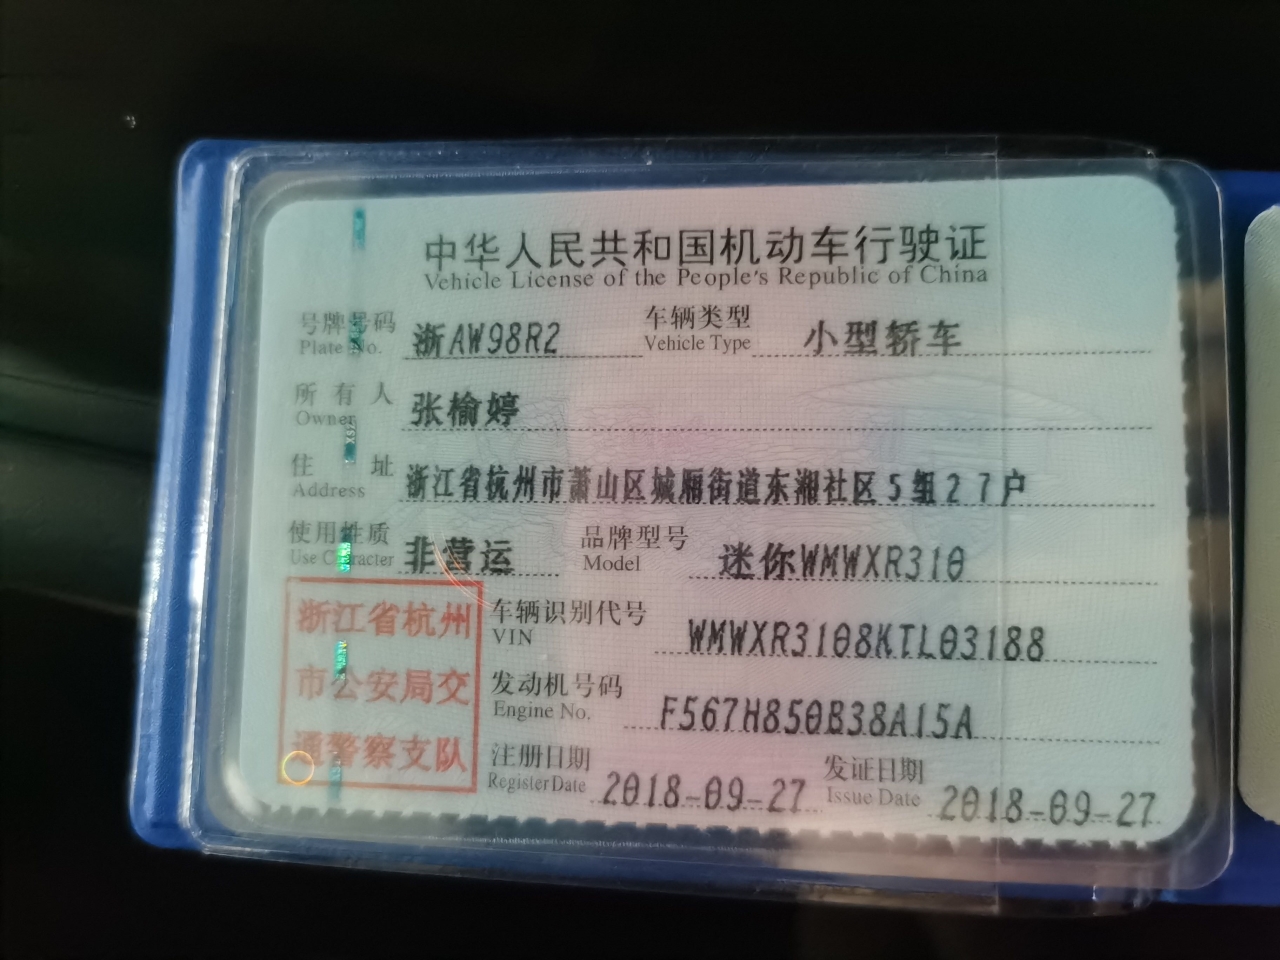 中华人民共和国机动车行驶证
Vehicle License of the People's Republic of China
号牌号码 浙AW98R2 车辆类型 小型轿车
Plate No. Vehicle Type
所有人 张榆婷
Owner
住址 浙江省杭州市萧山区城厢街道东湘社区5组27户
Address
使用性质 非营运 品牌型号 迷你WMWXR310
Use Character Model
浙江省杭州
市公安局交
通警察支队
车辆识别代号 WMWXR3108KTL03188
VIN
发动机号码 F567H850B38A15A
Engine No.
注册日期 2018-09-27 发证日期 2018-09-27
Register Date Issue Date